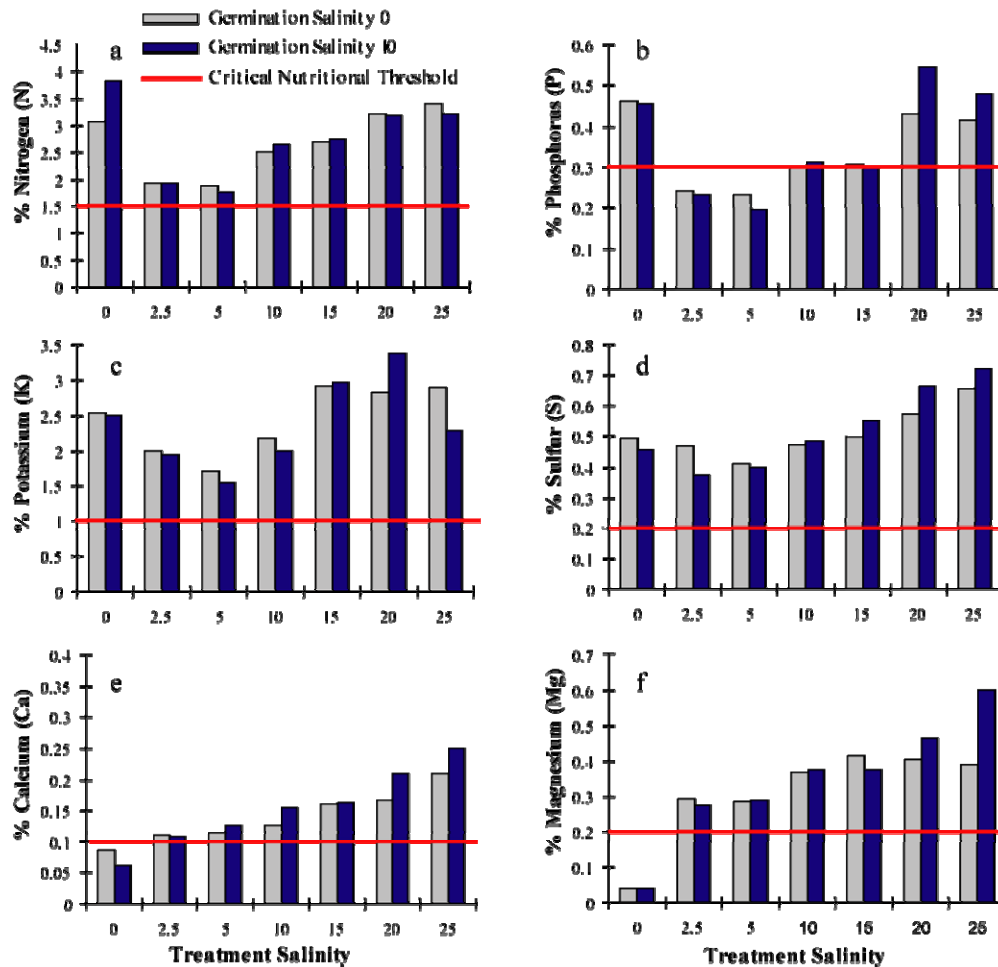 Germination Salinity 0
Germination Salinity 10
Critical Nutritional Threshold
a
% Nitrogen (N)
4.5
4
3.5
3
2.5
2
1.5
1
0.5
0
0 2.5 5 10 15 20 25
b
% Phosphorus (P)
0.6
0.5
0.4
0.3
0.2
0.1
0
0 2.5 5 10 15 20 25
c
% Potassium (K)
3.5
3
2.5
2
1.5
1
0.5
0
0 2.5 5 10 15 20 25
d
% Sulfur (S)
0.8
0.7
0.6
0.5
0.4
0.3
0.2
0.1
0
0 2.5 5 10 15 20 25
e
% Calcium (Ca)
0.4
0.35
0.3
0.25
0.2
0.15
0.1
0.05
0
0 2.5 5 10 15 20 25
Treatment Salinity
f
% Magnesium (Mg)
0.7
0.6
0.5
0.4
0.3
0.2
0.1
0
0 2.5 5 10 15 20 25
Treatment Salinity